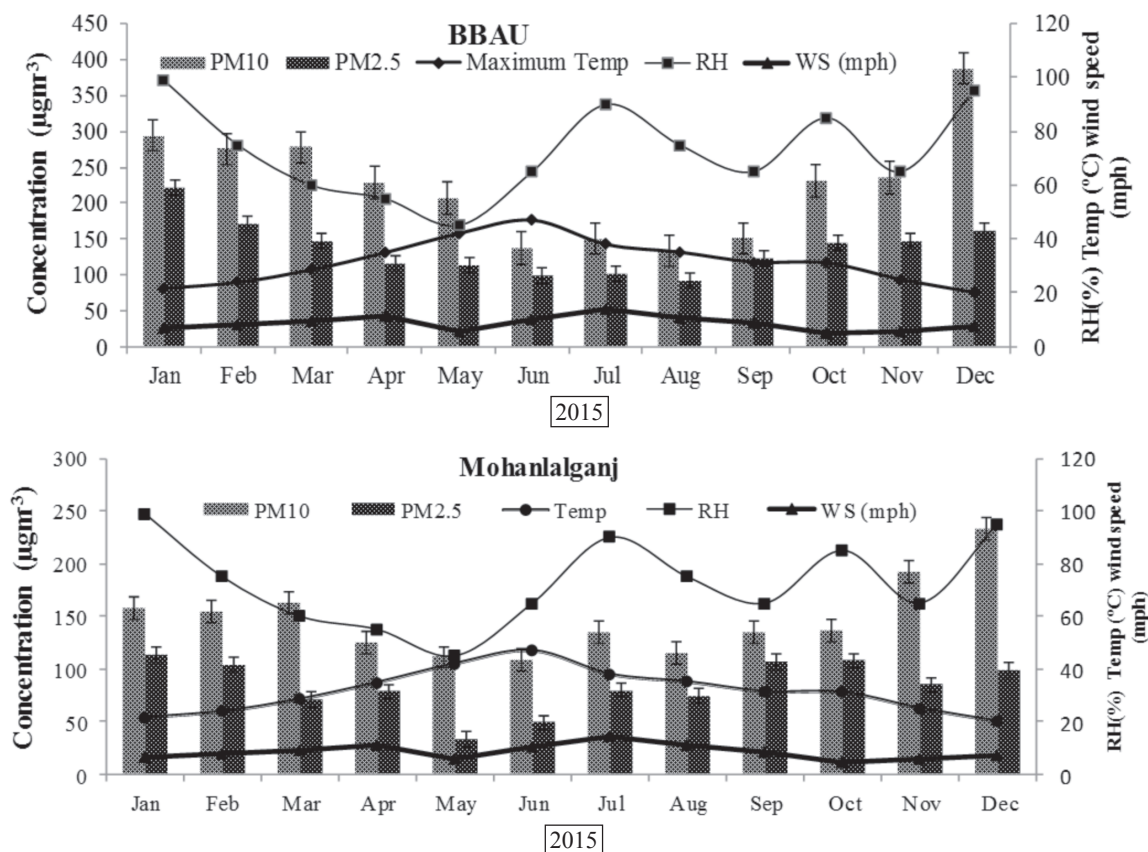 BBAU
PM10 PM2.5 Maximum Temp RH WS (mph)
Concentration (µgm-3)
450
400
350
300
250
200
150
100
50
0
120
100
80
60
40
20
0
RH(%) Temp (ºC) wind speed
(mph)
Jan Feb Mar Apr May Jun Jul Aug Sep Oct Nov Dec
2015
Mohanlalganj
PM10 PM2.5 Temp RH WS (mph)
Concentration (µgm-3)
300
250
200
150
100
50
0
120
100
80
60
40
20
0
RH(%) Temp (ºC) wind speed
(mph)
Jan Feb Mar Apr May Jun Jul Aug Sep Oct Nov Dec
2015